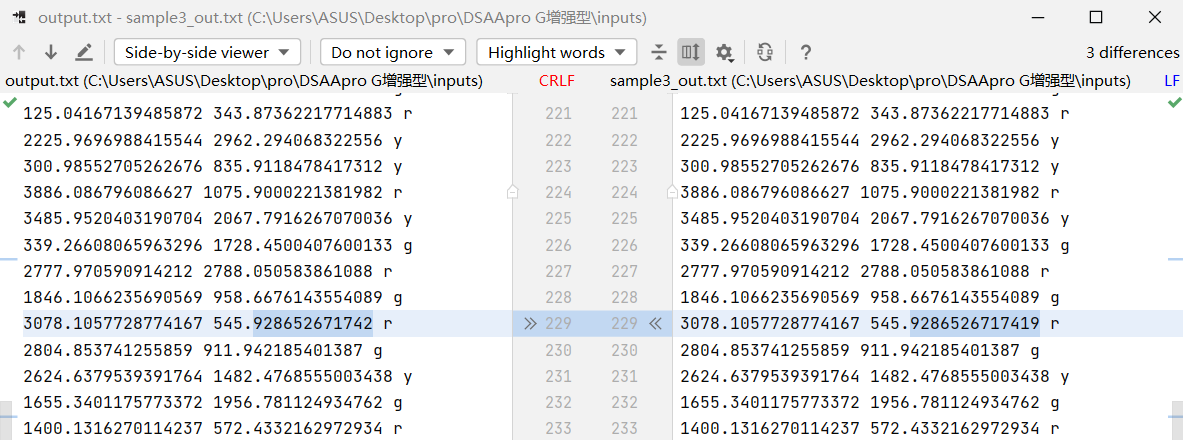 output.txt - sample3_out.txt (C:\Users\ASUS\Desktop\pro\DSAApro G增强型\inputs)
Side-by-side viewer Do not ignore Highlight words ? 3 differences
output.txt (C:\Users\ASUS\Desktop\pro\DSAApro G增强型\inputs) CRLF sample3_out.txt (C:\Users\ASUS\Desktop\pro\DSAApro G增强型\inputs) LF
125.04167139485872 343.87362217714883 r 221 221 125.04167139485872 343.87362217714883 r
2225.9696988415544 2962.294068322556 y 222 222 2225.9696988415544 2962.294068322556 y
300.98552705262676 835.9118478417312 y 223 223 300.98552705262676 835.9118478417312 y
3886.086796086627 1075.9000221381982 r 224 224 3886.086796086627 1075.9000221381982 r
3485.9520403190704 2067.7916267070036 y 225 225 3485.9520403190704 2067.7916267070036 y
339.26608065963296 1728.4500407600133 g 226 226 339.26608065963296 1728.4500407600133 g
2777.970590914212 2788.050583861088 r 227 227 2777.970590914212 2788.050583861088 r
1846.1066235690569 958.6676143554089 g 228 228 1846.1066235690569 958.6676143554089 g
3078.1057728774167 545.928652671742 r 229 229 3078.1057728774167 545.9286526717419 r
2804.853741255859 911.942185401387 g 230 230 2804.853741255859 911.942185401387 g
2624.6379539391764 1482.4768555003438 y 231 231 2624.6379539391764 1482.4768555003438 y
1655.3401175773372 1956.781124934762 g 232 232 1655.3401175773372 1956.781124934762 g
1400.1316270114237 572.4332162972934 r 233 233 1400.1316270114237 572.4332162972934 r